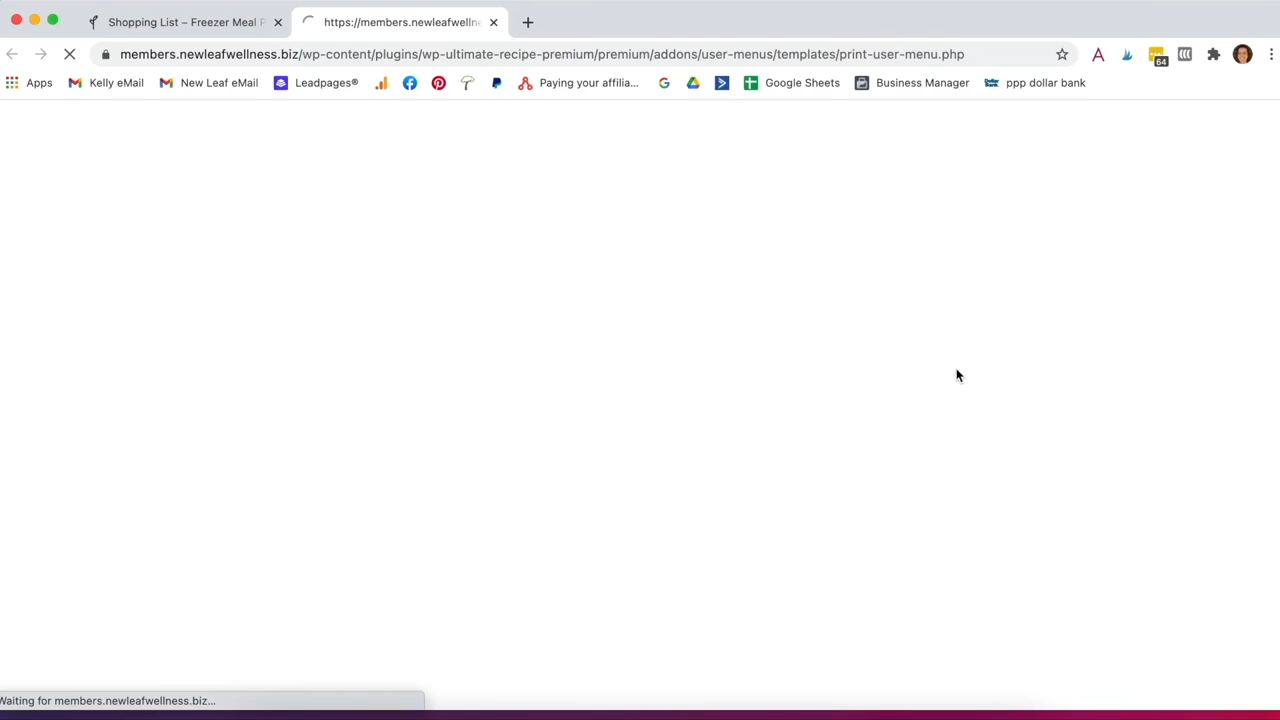 Shopping List – Freezer Meal P
https://members.newleafwellne
members.newleafwellness.biz/wp-content/plugins/wp-ultimate-recipe-premium/premium/addons/user-menus/templates/print-user-menu.php
64
Apps Kelly eMail New Leaf eMail Leadpages® Paying your affilia... Google Sheets Business Manager ppp dollar bank
Waiting for members.newleafwellness.biz...